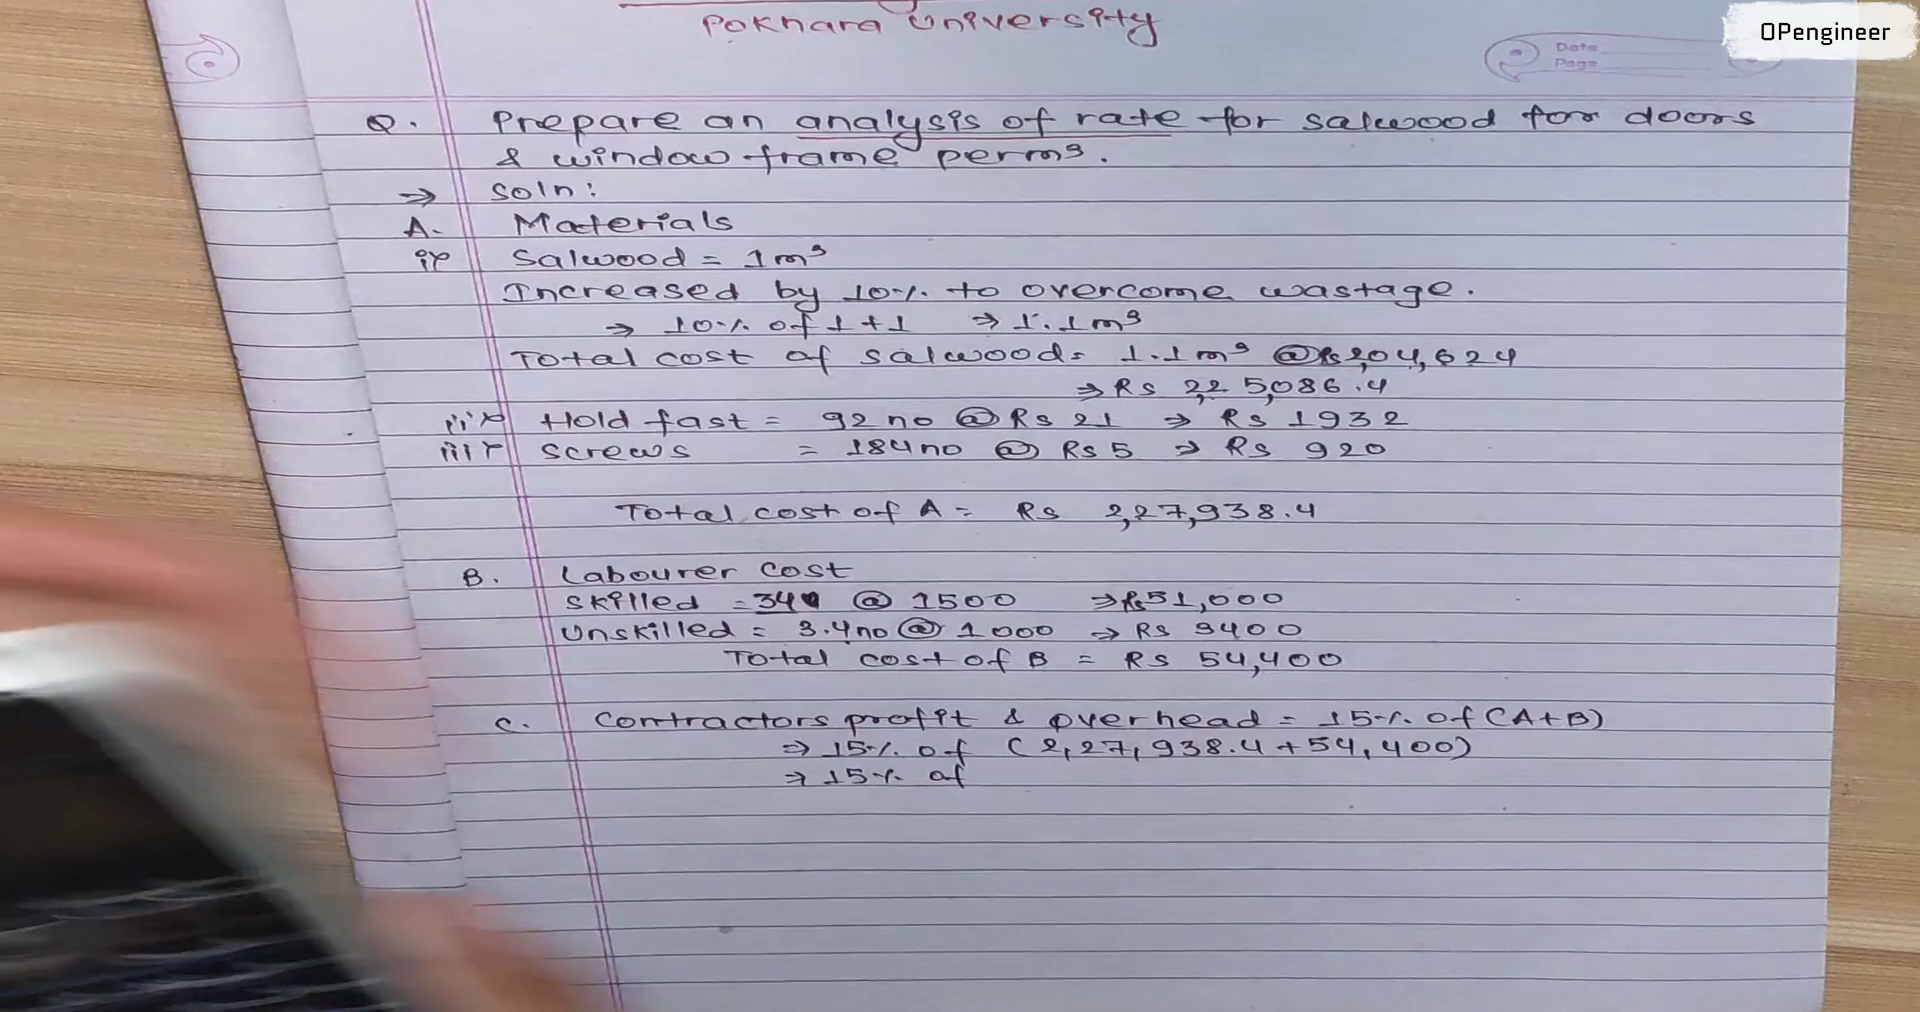 Pokhara University
OPengineer
Date
Page
Q. Prepare an analysis of rate for salwood for doors
& window frame per m³.
⇒ Soln:
A. Materials
i) Salwood = 1m³
Increased by 10% to overcome wastage.
⇒ 10% of 1+1 ⇒ 1.1m³
Total cost of salwood = 1.1m³ @ Rs 204,624
⇒ Rs 225,086.4
ii) Hold fast = 92 no @ Rs 21 ⇒ Rs 1932
iii) Screws = 184 no @ Rs 5 ⇒ Rs 920
Total cost of A = Rs 2,27,938.4
B. Labourer cost
Skilled = 34 @ 1500 ⇒ Rs 51,000
Unskilled = 3.4 no @ 1000 ⇒ Rs 3400
Total cost of B = Rs 54,400
C. Contractors profit & overhead = 15% of (A+B)
⇒ 15% of (2,27,938.4 + 54,400)
⇒ 15% of